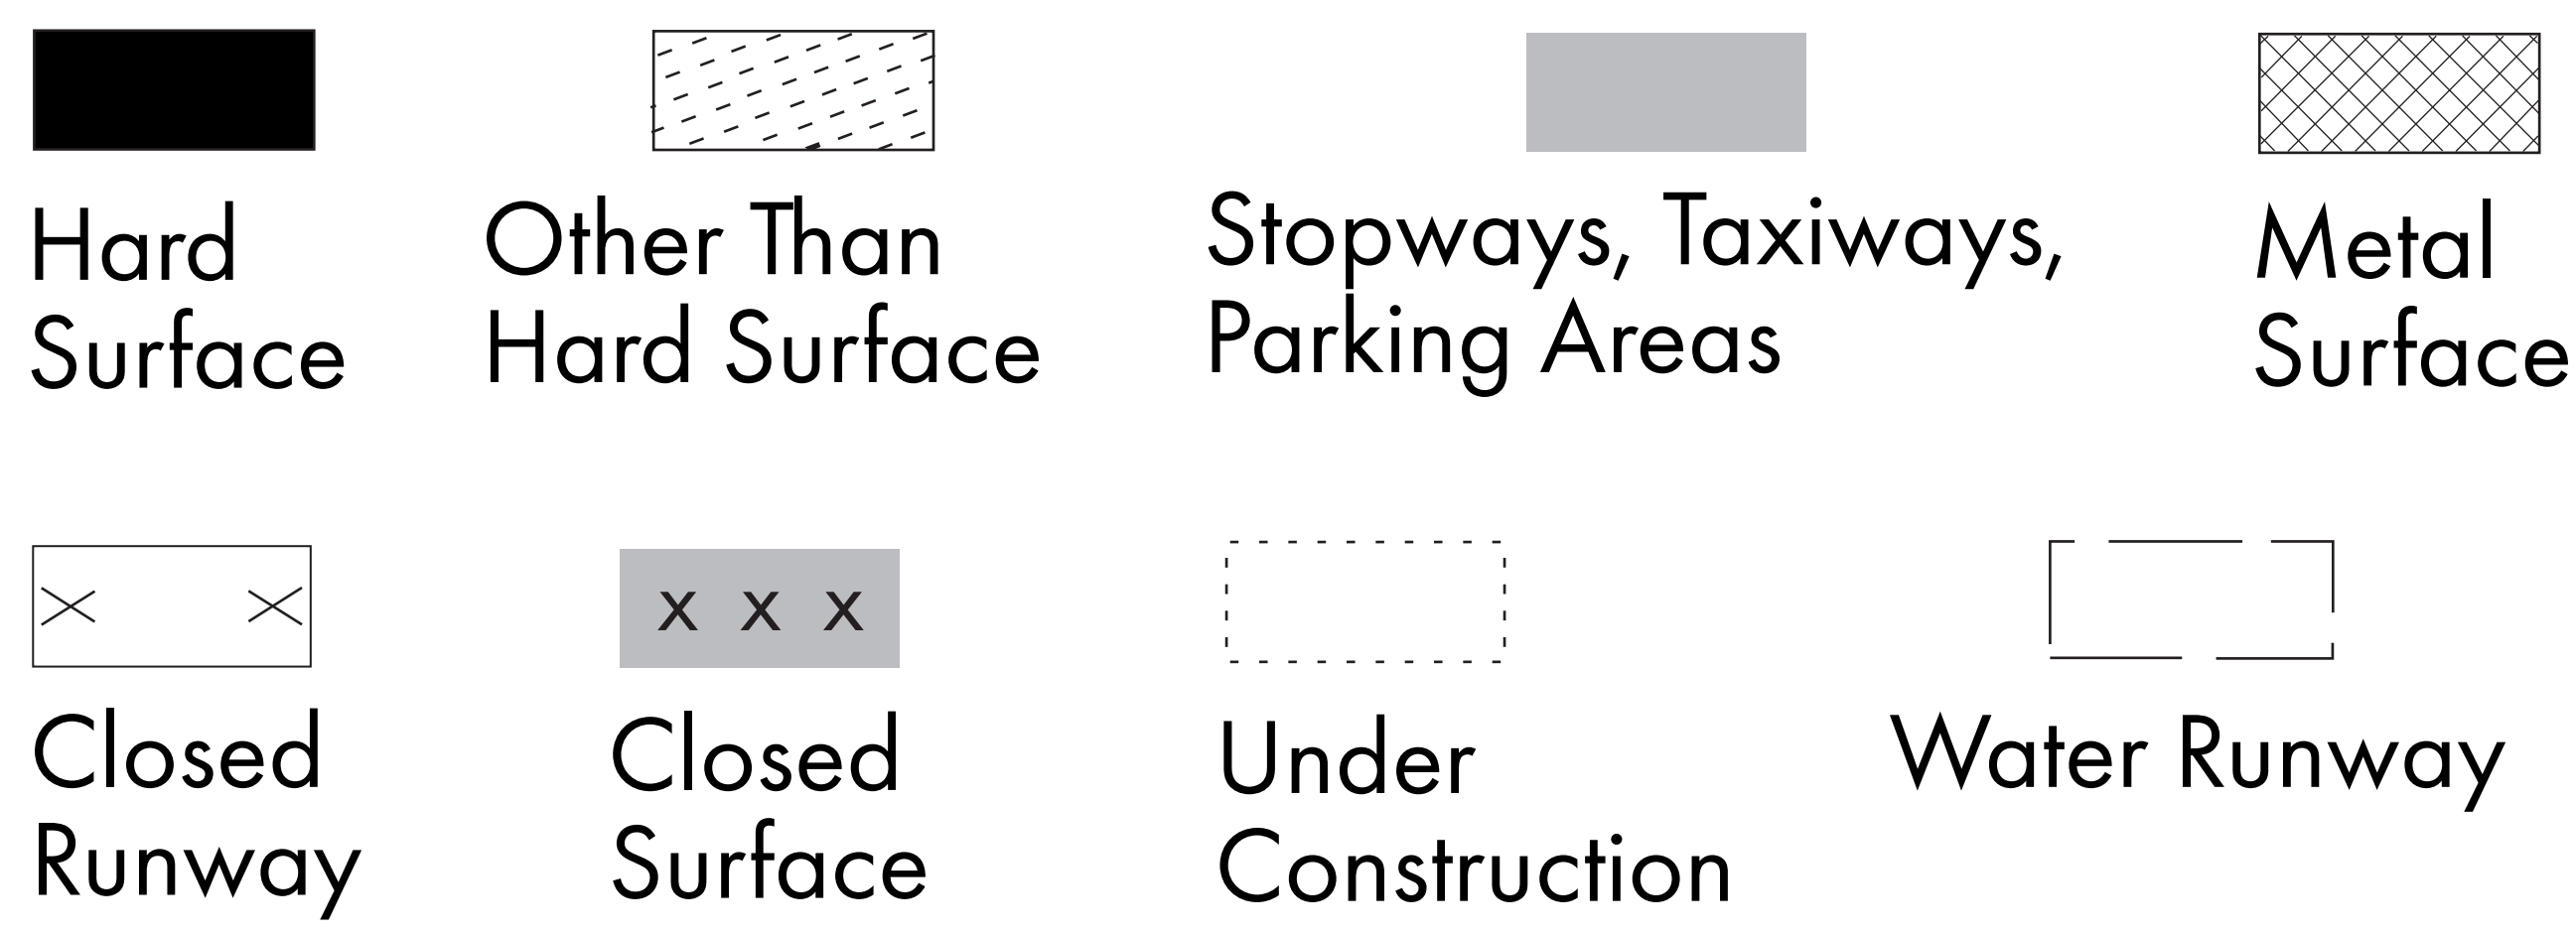 Hard
Surface
Other Than
Hard Surface
Stopways, Taxiways,
Parking Areas
Metal
Surface
x x x
Closed
Runway
Closed
Surface
Under
Construction
Water Runway